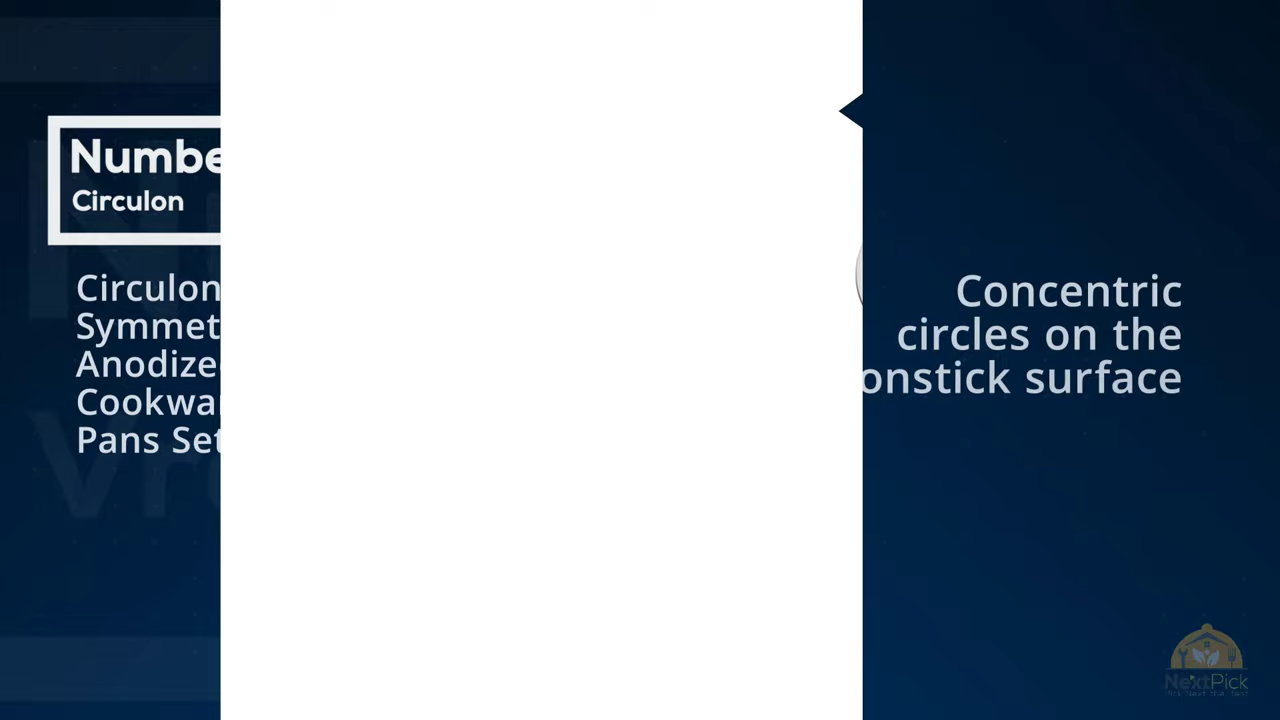 Numbe
Circulon
Circulon
Symmet
Anodize
Cookwa
Pans Set
Concentric
circles on the
onstick surface
NextPick